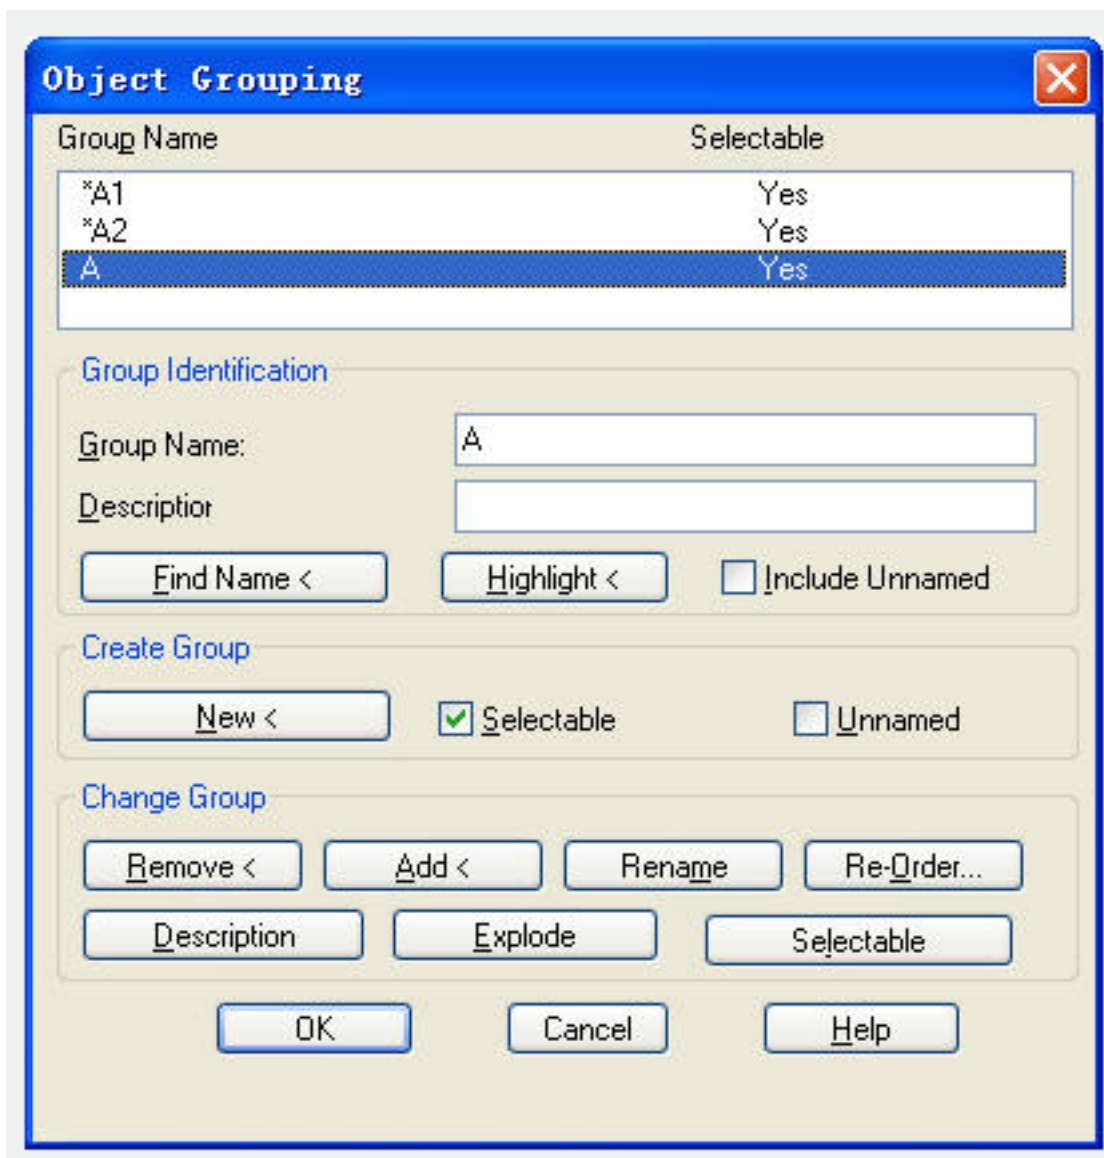 Object Grouping
Group Name Selectable
*A1 Yes
*A2 Yes
A Yes
Group Identification
Group Name: A
Description
Find Name < Highlight < Include Unnamed
Create Group
New < Selectable Unnamed
Change Group
Remove < Add < Rename Re-Order...
Description Explode Selectable
OK Cancel Help